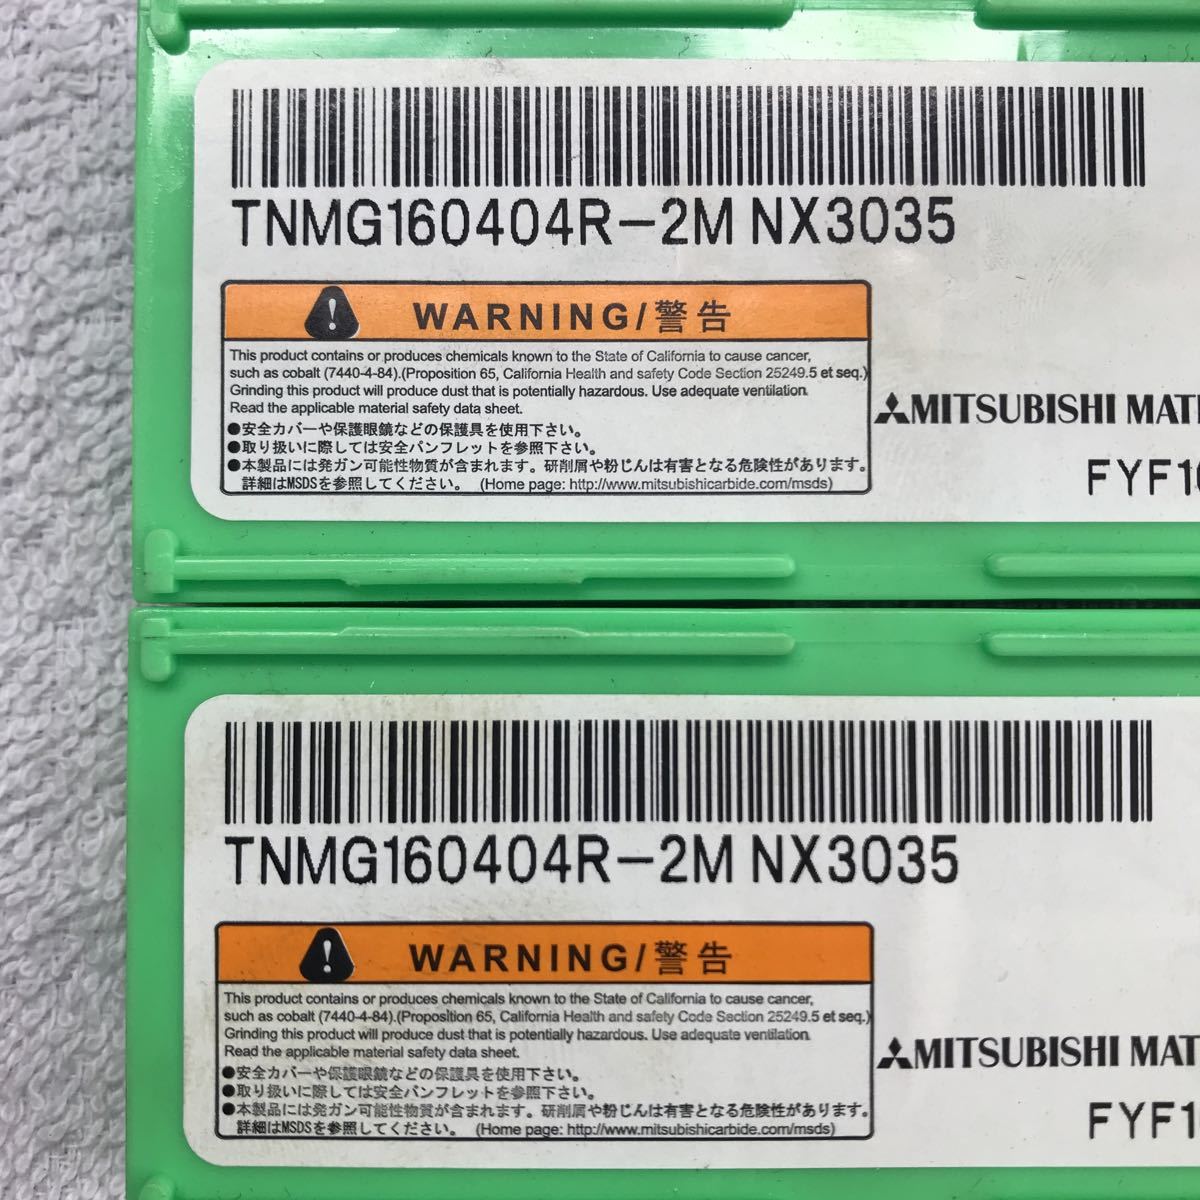 TNMG160404R-2M NX3035
WARNING/警告
This product contains or produces chemicals known to the State of California to cause cancer,
such as cobalt (7440-4-84).(Proposition 65, California Health and safety Code Section 25249.5 et seq.)
Grinding this product will produce dust that is potentially hazardous. Use adequate ventilation.
Read the applicable material safety data sheet.
●安全カバーや保護眼鏡などの保護具を使用下さい。
●取り扱いに際しては安全パンフレットを参照下さい。
●本製品には発ガン可能性物質が含まれます。研削屑や粉じんは有害となる危険性があります。
詳細はMSDSを参照してください。 (Home page: http://www.mitsubishicarbide.com/msds)
MITSUBISHI MAT
FYF1
TNMG160404R-2M NX3035
WARNING/警告
This product contains or produces chemicals known to the State of California to cause cancer,
such as cobalt (7440-4-84).(Proposition 65, California Health and safety Code Section 25249.5 et seq.)
Grinding this product will produce dust that is potentially hazardous. Use adequate ventilation.
Read the applicable material safety data sheet.
●安全カバーや保護眼鏡などの保護具を使用下さい。
●取り扱いに際しては安全パンフレットを参照下さい。
●本製品には発ガン可能性物質が含まれます。研削屑や粉じんは有害となる危険性があります。
詳細はMSDSを参照してください。 (Home page: http://www.mitsubishicarbide.com/msds)
MITSUBISHI MAT
FYF1